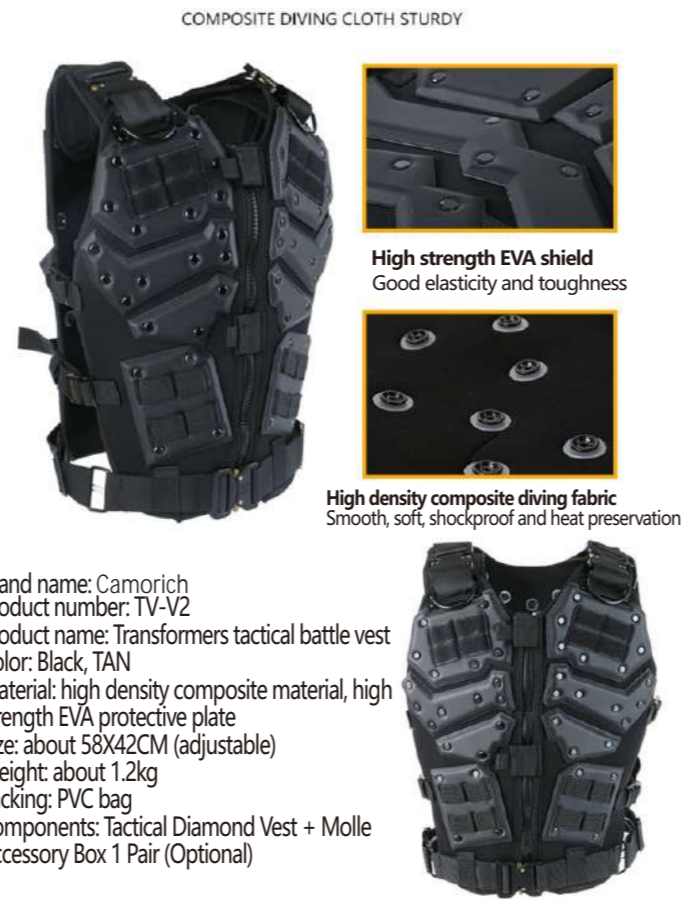 COMPOSITE DIVING CLOTH STURDY
High strength EVA shield
Good elasticity and toughness
High density composite diving fabric
Smooth, soft, shockproof and heat preservation
and name: Camorich
oduct number: TV-V2
oduct name: Transformers tactical battle vest
olor: Black, TAN
aterial: high density composite material, high
rength EVA protective plate
ze: about 58X42CM (adjustable)
eight: about 1.2kg
cking: PVC bag
omponents: Tactical Diamond Vest + Molle
ccessory Box 1 Pair (Optional)